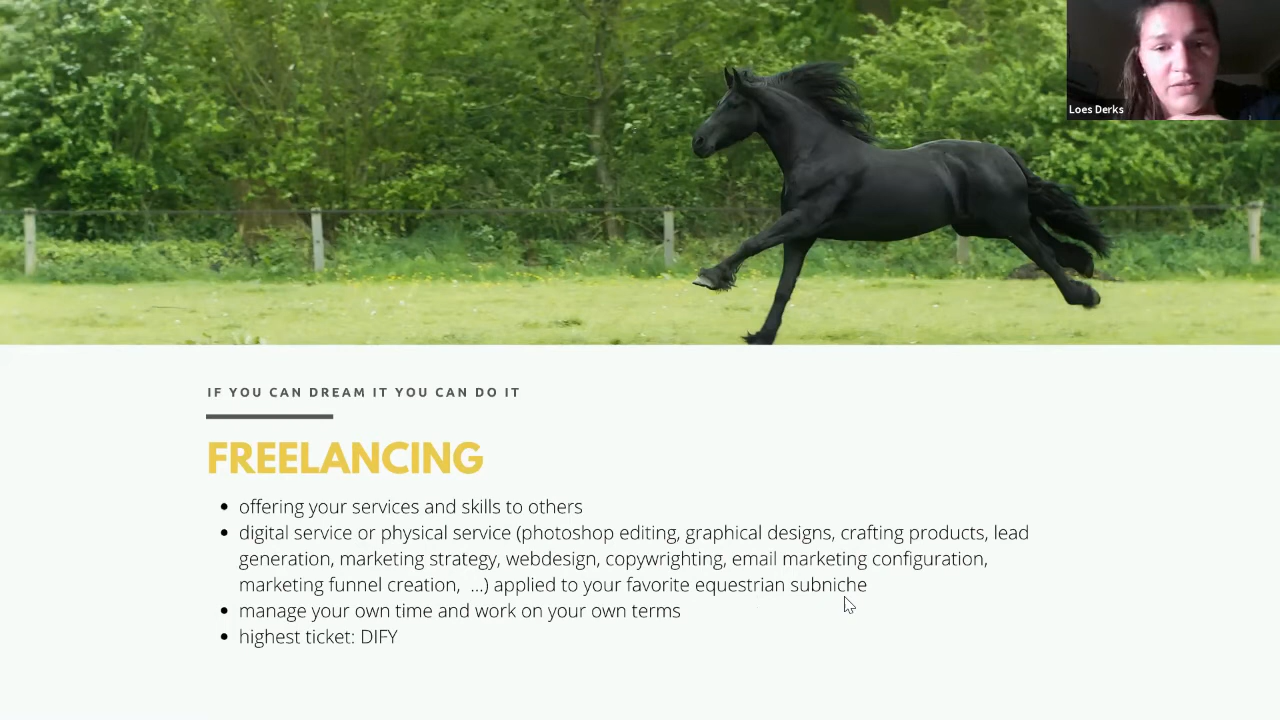 Loes Derks
IF YOU CAN DREAM IT YOU CAN DO IT
FREELANCING
• offering your services and skills to others
• digital service or physical service (photoshop editing, graphical designs, crafting products, lead
generation, marketing strategy, webdesign, copywrighting, email marketing configuration,
marketing funnel creation,  ...) applied to your favorite equestrian subniche
• manage your own time and work on your own terms
• highest ticket: DIFY